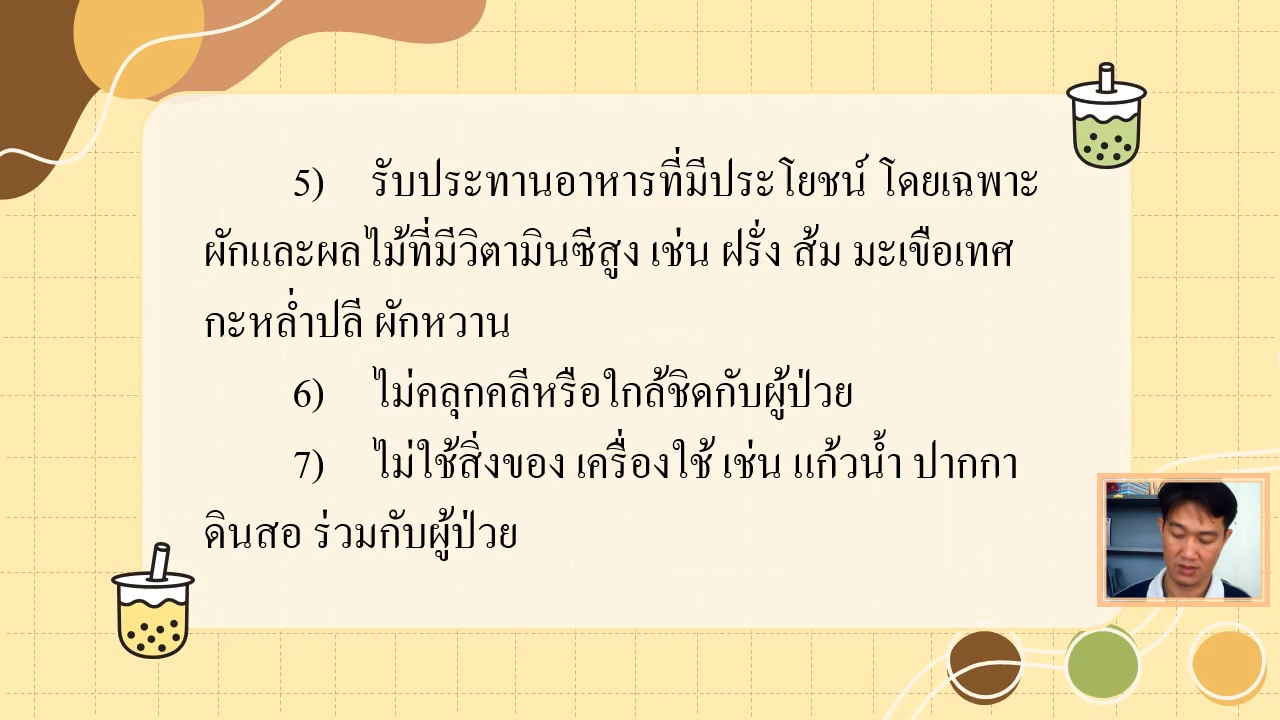 5) รับประทานอาหารที่มีประโยชน์ โดยเฉพาะ
ผักและผลไม้ที่มีวิตามินซีสูง เช่น ฝรั่ง ส้ม มะเขือเทศ
กะหล่ำปลี ผักหวาน
6) ไม่คลุกคลีหรือใกล้ชิดกับผู้ป่วย
7) ไม่ใช้สิ่งของ เครื่องใช้ เช่น แก้วน้ำ ปากกา
ดินสอ ร่วมกับผู้ป่วย